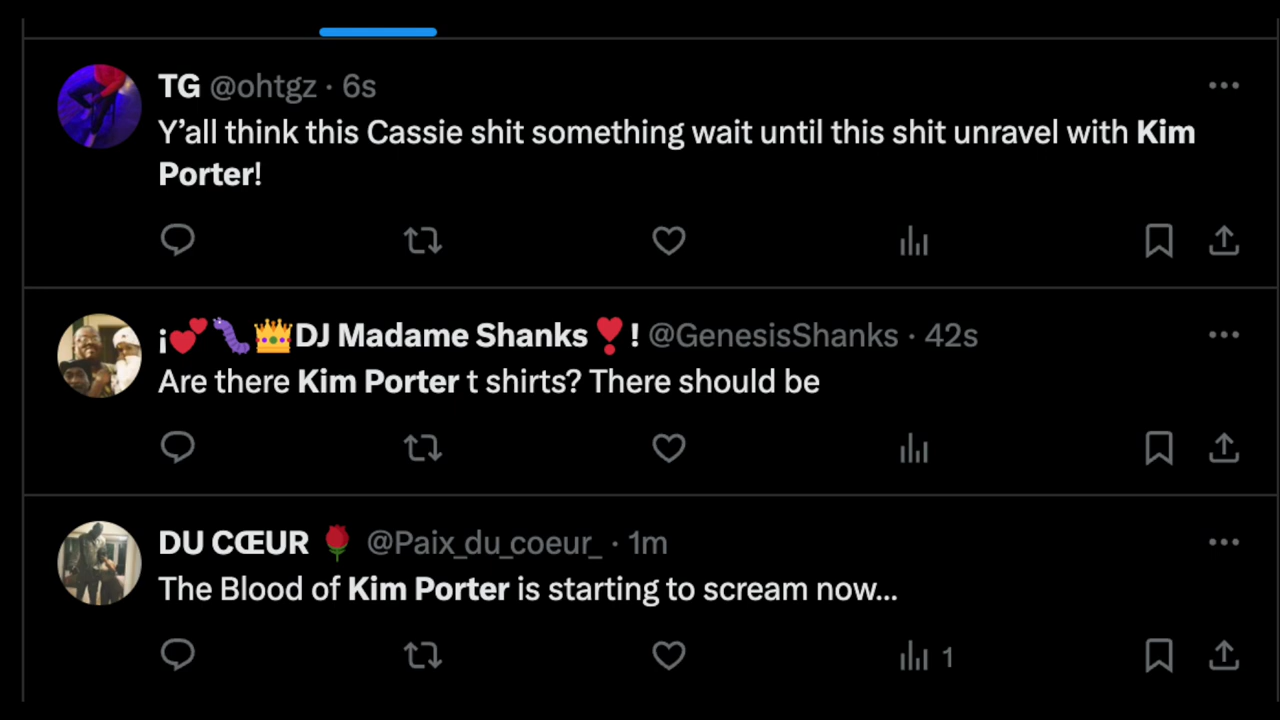 TG @ohtgz · 6s
Y’all think this Cassie shit something wait until this shit unravel with Kim
Porter!
¡💕🐛👑DJ Madame Shanks❣️! @GenesisShanks · 42s
Are there Kim Porter t shirts? There should be
DU CŒUR 🌹 @Paix_du_coeur_ · 1m
The Blood of Kim Porter is starting to scream now...
1